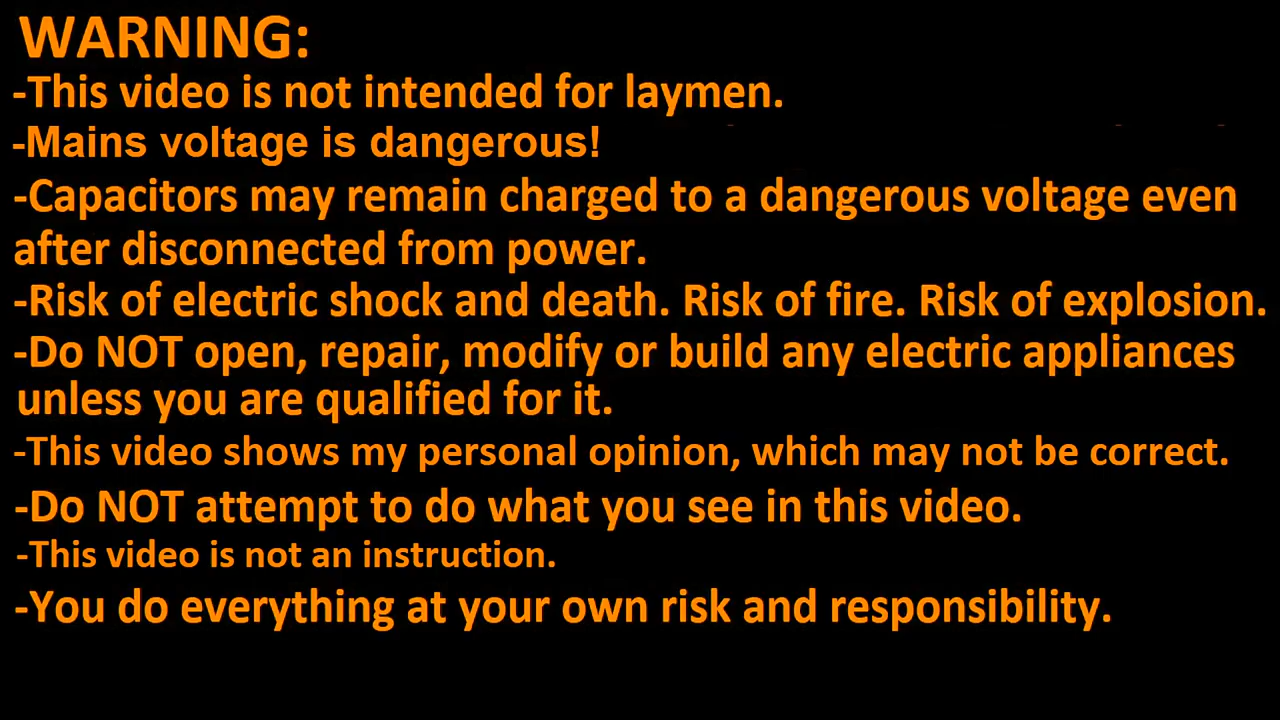 WARNING:
-This video is not intended for laymen.
-Mains voltage is dangerous!
-Capacitors may remain charged to a dangerous voltage even
after disconnected from power.
-Risk of electric shock and death. Risk of fire. Risk of explosion.
-Do NOT open, repair, modify or build any electric appliances
unless you are qualified for it.
-This video shows my personal opinion, which may not be correct.
-Do NOT attempt to do what you see in this video.
-This video is not an instruction.
-You do everything at your own risk and responsibility.